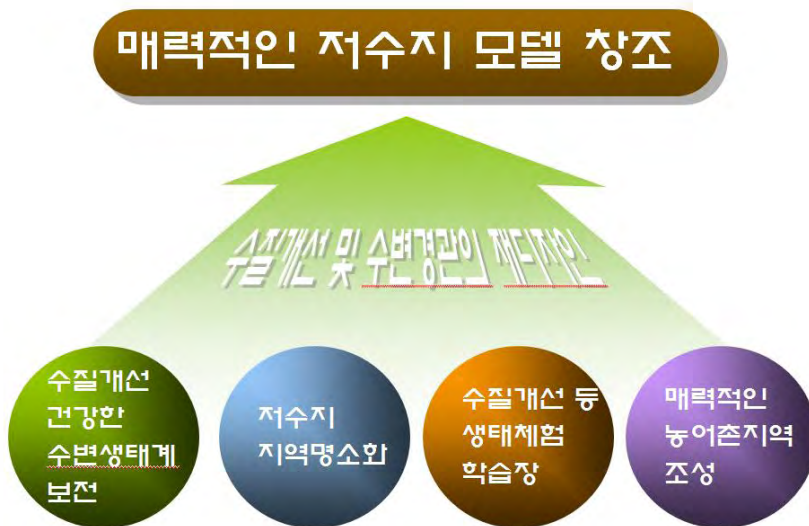 매력적인 저수지 모델 창조
수질개선 및 수변경관의 재디자인
수질개선
건강한
수변생태계
보전
저수지
지역명소화
수질개선 등
생태체험
학습장
매력적인
농어촌지역
조성